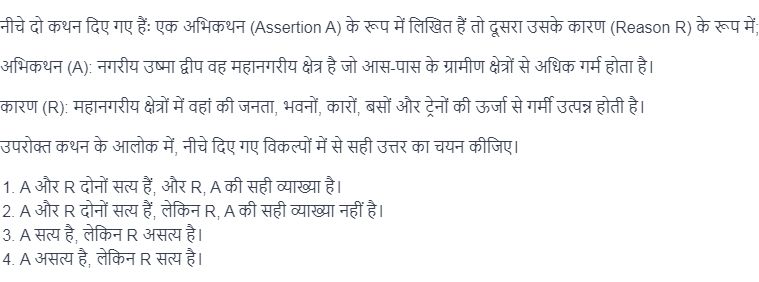 नीचे दो कथन दिए गए हैंः एक अभिकथन (Assertion A) के रूप में लिखित हैं तो दूसरा उसके कारण (Reason R) के रूप में;
अभिकथन (A): नगरीय उष्मा द्वीप वह महानगरीय क्षेत्र है जो आस-पास के ग्रामीण क्षेत्रों से अधिक गर्म होता है।
कारण (R): महानगरीय क्षेत्रों में वहां की जनता, भवनों, कारों, बसों और ट्रेनों की ऊर्जा से गर्मी उत्पन्न होती है।
उपरोक्त कथन के आलोक में, नीचे दिए गए विकल्पों में से सही उत्तर का चयन कीजिए।
1. A और R दोनों सत्य हैं, और R, A की सही व्याख्या है।
2. A और R दोनों सत्य हैं, लेकिन R, A की सही व्याख्या नहीं है।
3. A सत्य है, लेकिन R असत्य है।
4. A असत्य है, लेकिन R सत्य है।